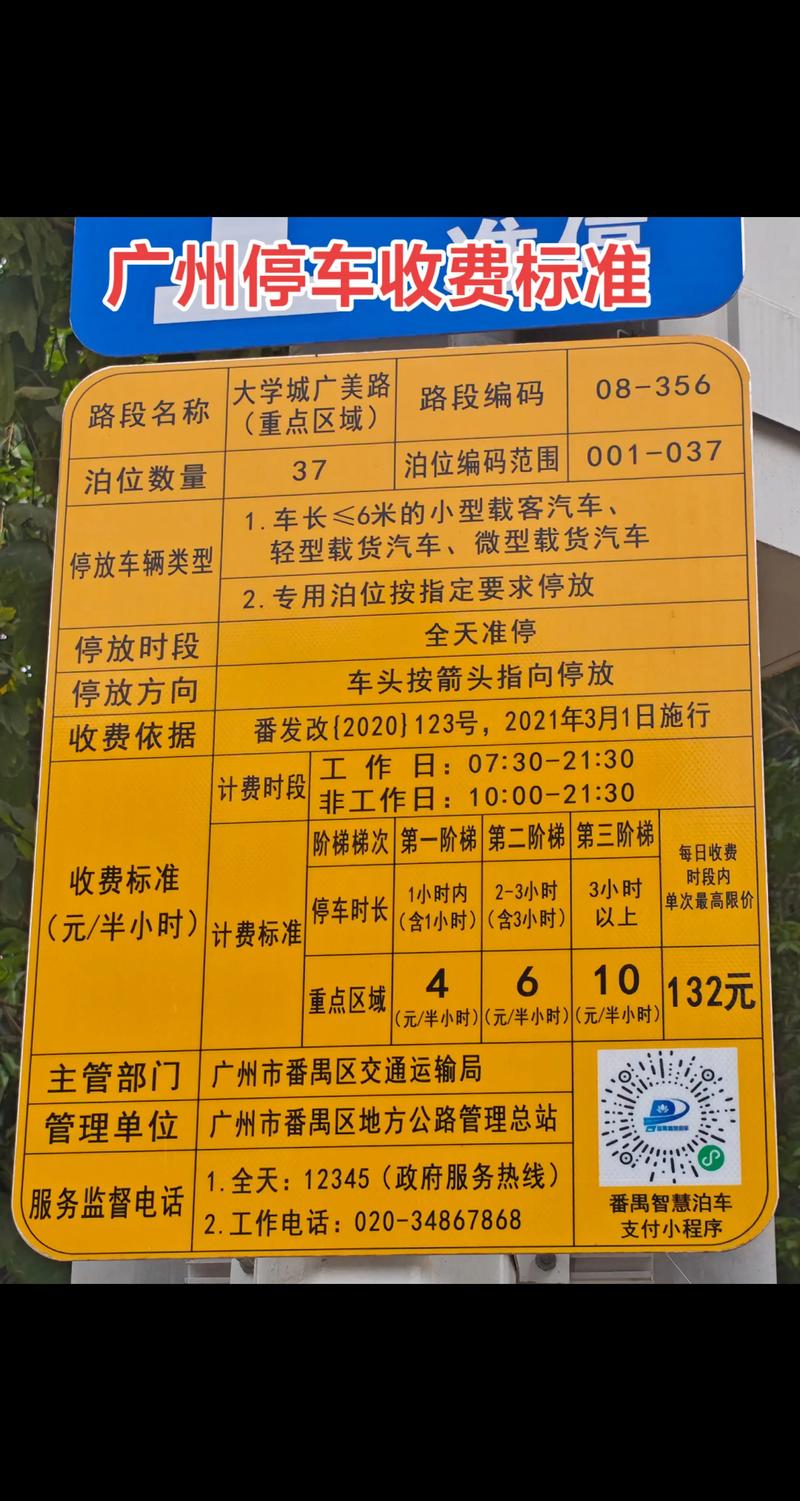 准停
广州停车收费标准
路段名称
大学城广美路
（重点区域）
路段编码
08-356
泊位数量
37
泊位编码范围
001-037
停放车辆类型
1.车长≤6米的小型载客汽车、
轻型载货汽车、微型载货汽车
2.专用泊位按指定要求停放
停放时段
全天准停
停放方向
车头按箭头指向停放
收费依据
番发改{2020}123号，2021年3月1日施行
收费标准
（元/半小时）
计费时段
工 作 日：07:30-21:30
非工作日：10:00-21:30
计费标准
阶梯梯次
第一阶梯
第二阶梯
第三阶梯
每日收费
时段内
单次最高限价
停车时长
1小时内
（含1小时）
2-3小时
（含3小时）
3小时
以上
重点区域
4
（元/半小时）
6
（元/半小时）
10
（元/半小时）
132元
主管部门
广州市番禺区交通运输局
管理单位
广州市番禺区地方公路管理总站
服务监督电话
1.全天：12345（政府服务热线）
2.工作电话：020-34867868
番禺智慧泊车
支付小程序